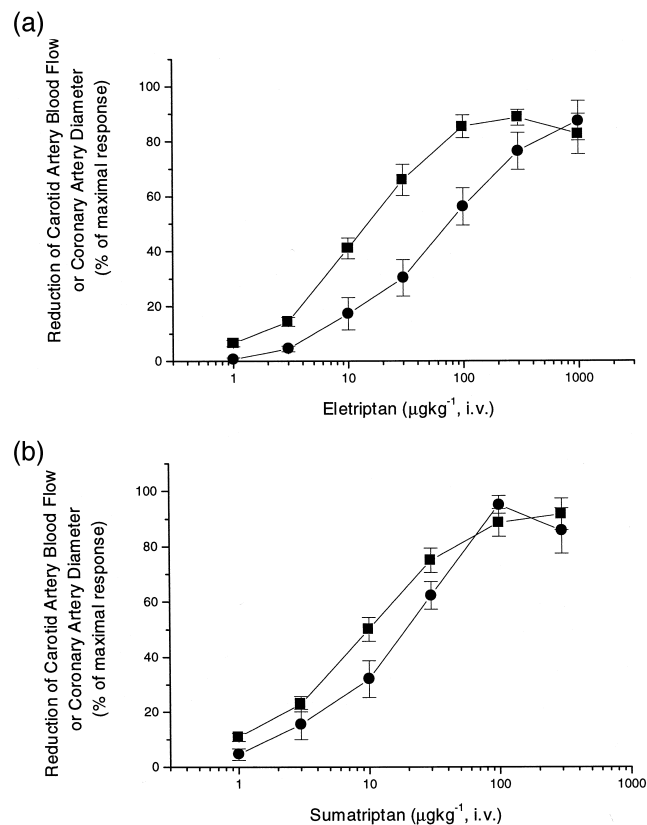 (a)
Reduction of Carotid Artery Blood Flow
or Coronary Artery Diameter
(% of maximal response)
100
80
60
40
20
0
1 10 100 1000
Eletriptan (μgkg⁻¹, i.v.)
(b)
Reduction of Carotid Artery Blood Flow
or Coronary Artery Diameter
(% of maximal response)
100
80
60
40
20
0
1 10 100 1000
Sumatriptan (μgkg⁻¹, i.v.)